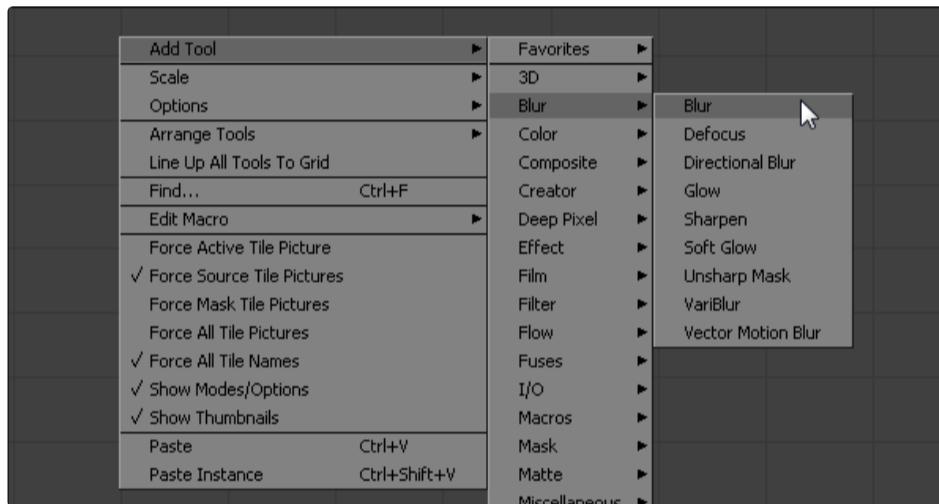 Add Tool
Scale
Options
Arrange Tools
Line Up All Tools To Grid
Find... Ctrl+F
Edit Macro
Force Active Tile Picture
✓ Force Source Tile Pictures
Force Mask Tile Pictures
Force All Tile Pictures
✓ Force All Tile Names
✓ Show Modes/Options
✓ Show Thumbnails
Paste Ctrl+V
Paste Instance Ctrl+Shift+V
Favorites
3D
Blur
Color
Composite
Creator
Deep Pixel
Effect
Film
Filter
Flow
Fuses
I/O
Macros
Mask
Matte
Miscellaneous
Blur
Defocus
Directional Blur
Glow
Sharpen
Soft Glow
Unsharp Mask
VariBlur
Vector Motion Blur